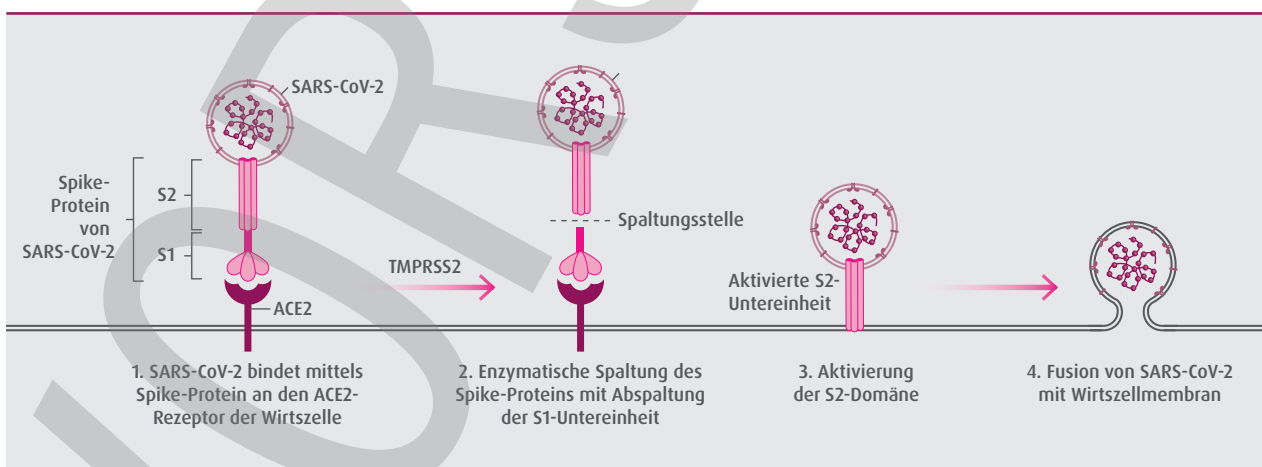 SARS-CoV-2
Spike-
Protein
von
SARS-CoV-2
S2
S1
ACE2
TMPRSS2
Spaltungsstelle
Aktivierte S2-
Untereinheit
1. SARS-CoV-2 bindet mittels
Spike-Protein an den ACE2-
Rezeptor der Wirtszelle
2. Enzymatische Spaltung des
Spike-Proteins mit Abspaltung
der S1-Untereinheit
3. Aktivierung
der S2-Domäne
4. Fusion von SARS-CoV-2
mit Wirtszellmembran